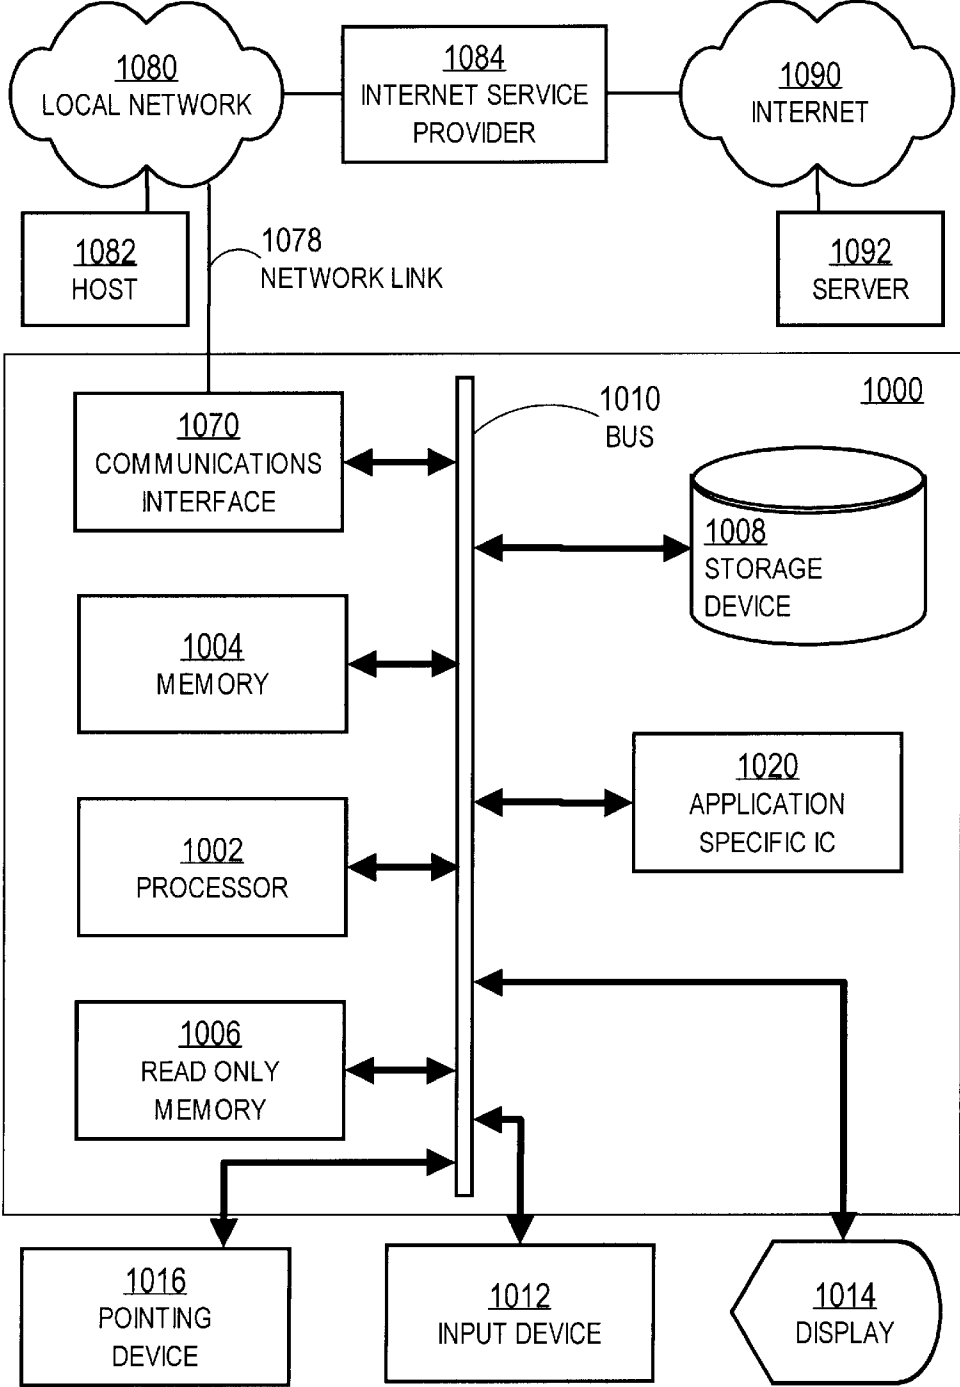 1080
LOCAL NETWORK
1084
INTERNET SERVICE
PROVIDER
1090
INTERNET
1082
HOST
1078
NETWORK LINK
1092
SERVER
1000
1070
COMMUNICATIONS
INTERFACE
1010
BUS
1008
STORAGE
DEVICE
1004
MEMORY
1020
APPLICATION
SPECIFIC IC
1002
PROCESSOR
1006
READ ONLY
MEMORY
1016
POINTING
DEVICE
1012
INPUT DEVICE
1014
DISPLAY